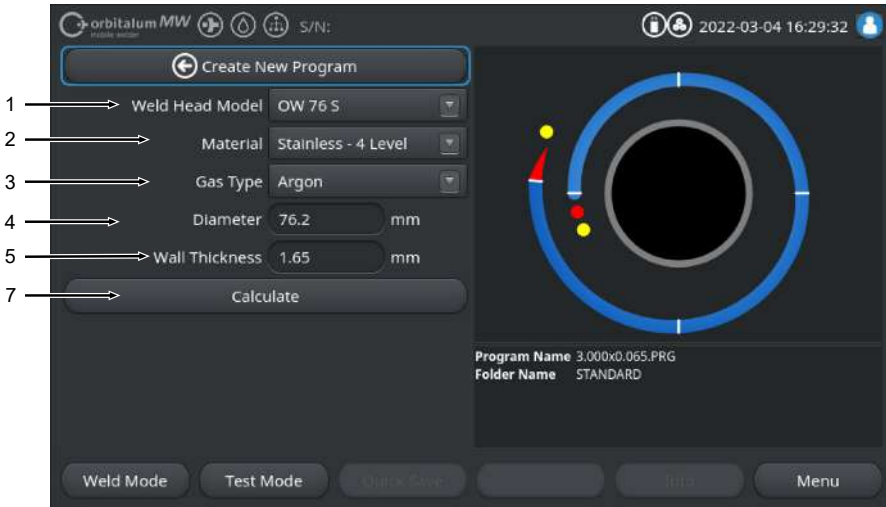 orbitalum MW S/N: 2022-03-04 16:29:32
mobile welder
Create New Program
1 Weld Head Model OW 76 S
2 Material Stainless - 4 Level
3 Gas Type Argon
4 Diameter 76.2 mm
5 Wall Thickness 1.65 mm
7 Calculate
Program Name 3.000x0.065.PRG
Folder Name STANDARD
Weld Mode Test Mode Quick Save Info Menu